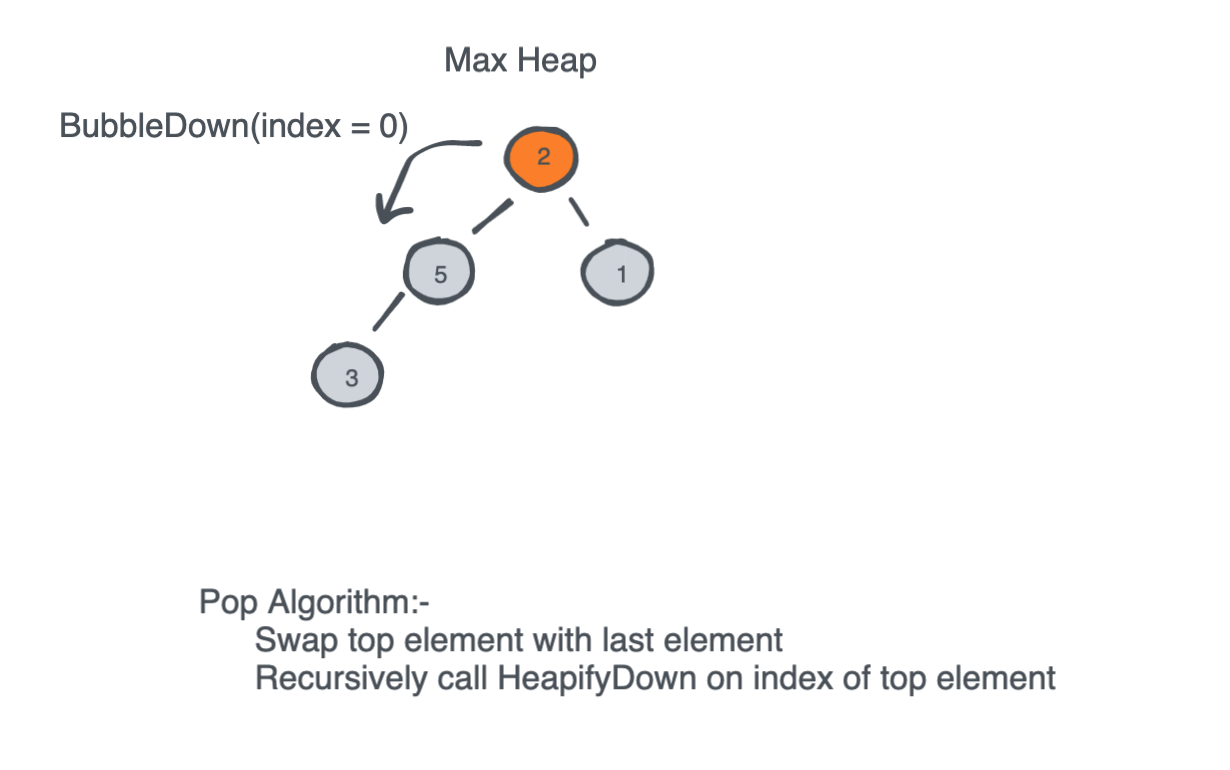 Max Heap
BubbleDown(index = 0)
2
5
1
3
Pop Algorithm:-
Swap top element with last element
Recursively call HeapifyDown on index of top element